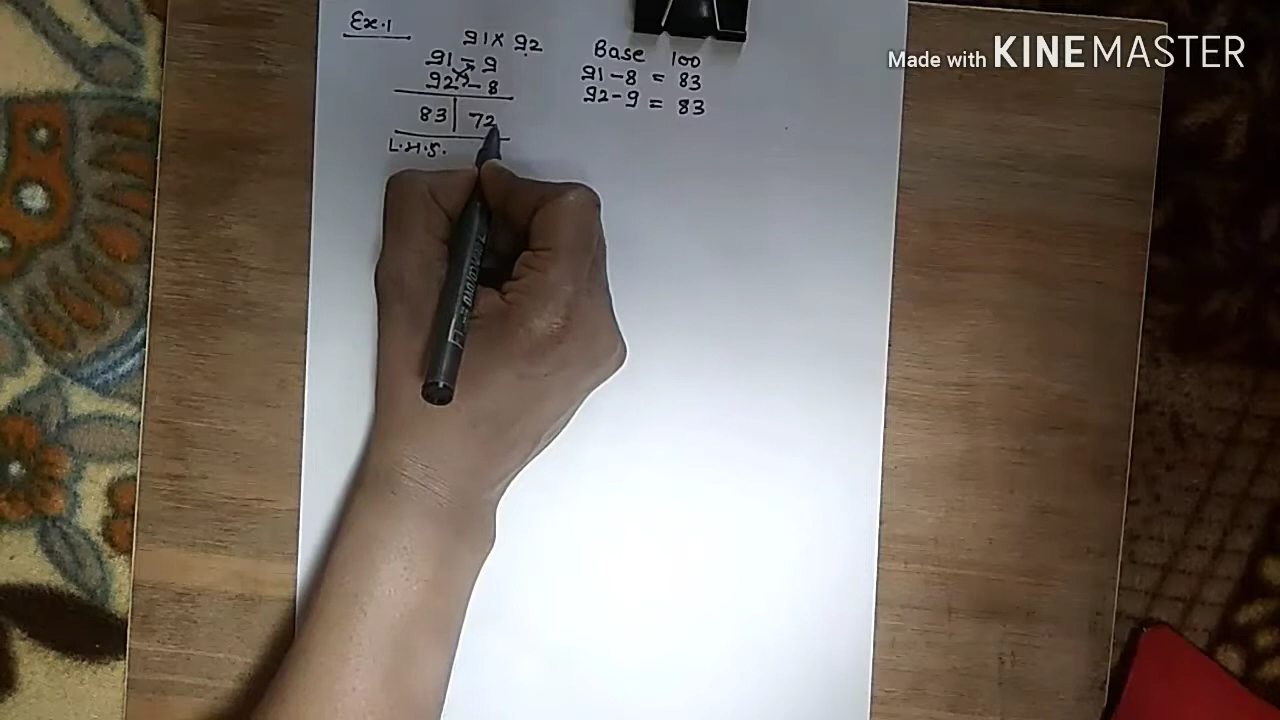 Ex.1
91 x 92
91 - 9
92 - 8
83 | 72
L.H.S.
Base 100
91 - 8 = 83
92 - 9 = 83
Made with KINEMASTER